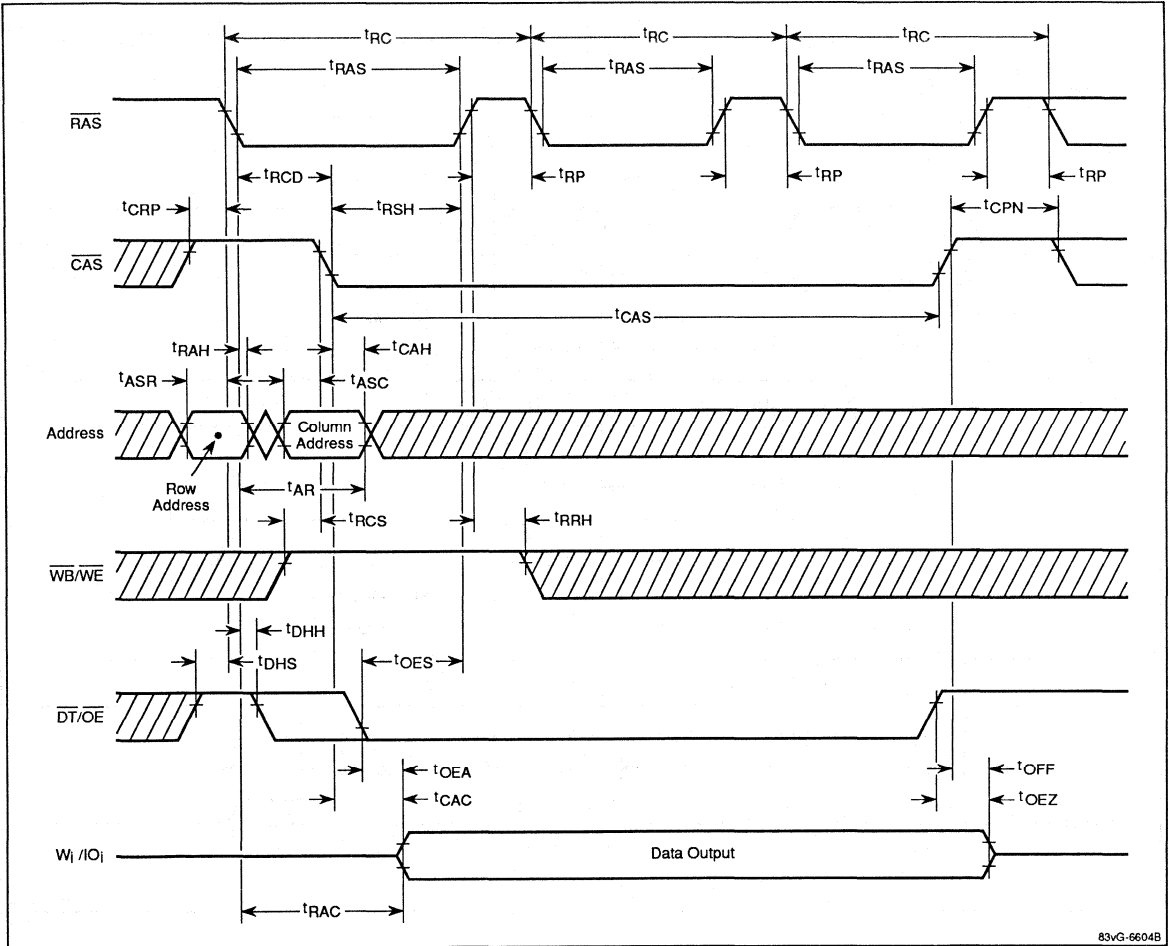 tRC tRC tRC
tRAS tRAS tRAS
RAS
tRCD tRP tRP tRP
tCRP tRSH tCPN
CAS
tCAS
tRAH tCAH
tASR tASC
Address
Column
Address
Row
Address
tAR
tRCS tRRH
WB/WE
tDHH
tDHS tOES
DT/OE
tOEA tOFF
tCAC tOEZ
Wi /IOi
Data Output
tRAC
83vG-6604B